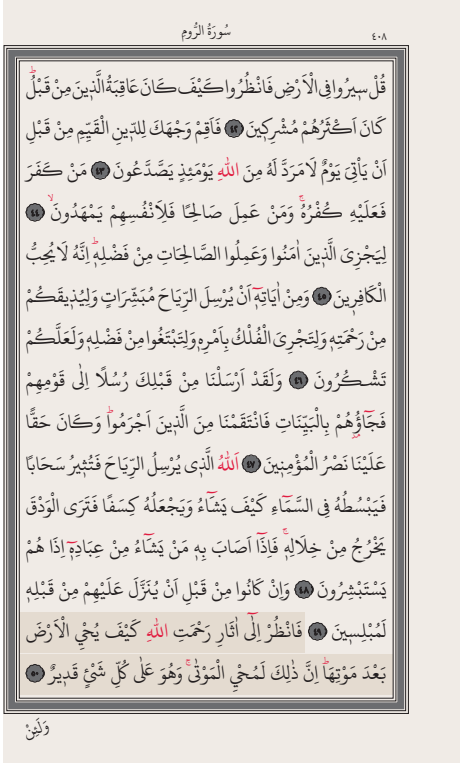 سُورَةُ الرُّومِ
٤٠٨
قُلْ سٖيرُوا فِي الْاَرْضِ فَانْظُرُوا كَيْفَ كَانَ عَاقِبَةُ الَّذٖينَ مِنْ قَبْلُؕ
كَانَ اَكْثَرُهُمْ مُشْرِكٖينَ ﴿٤٢﴾ فَاَقِمْ وَجْهَكَ لِلدّٖينِ الْقَيِّمِ مِنْ قَبْلِ
اَنْ يَأْتِيَ يَوْمٌ لَا مَرَدَّ لَهُ مِنَ اللّٰهِ يَوْمَئِذٍ يَصَّدَّعُونَ ﴿٤٣﴾ مَنْ كَفَرَ
فَعَلَيْهِ كُفْرُهُۚ وَمَنْ عَمِلَ صَالِحًا فَلِاَنْفُسِهِمْ يَمْهَدُونَۙ ﴿٤٤﴾
لِيَجْزِيَ الَّذٖينَ اٰمَنُوا وَعَمِلُوا الصَّالِحَاتِ مِنْ فَضْلِهٖؕ اِنَّهُ لَا يُحِبُّ
الْكَافِرٖينَ ﴿٤٥﴾ وَمِنْ اٰيَاتِهٖٓ اَنْ يُرْسِلَ الرِّيَاحَ مُبَشِّرَاتٍ وَلِيُذٖيقَكُمْ
مِنْ رَحْمَتِهٖ وَلِتَجْرِيَ الْفُلْكُ بِاَمْرِهٖ وَلِتَبْتَغُوا مِنْ فَضْلِهٖ وَلَعَلَّكُمْ
تَشْكُرُونَ ﴿٤٦﴾ وَلَقَدْ اَرْسَلْنَا مِنْ قَبْلِكَ رُسُلًا اِلٰى قَوْمِهِمْ
فَجَٓاؤُ۫هُمْ بِالْبَيِّنَاتِ فَانْتَقَمْنَا مِنَ الَّذٖينَ اَجْرَمُواؕ وَكَانَ حَقًّا
عَلَيْنَا نَصْرُ الْمُؤْمِنٖينَ ﴿٤٧﴾ اَللّٰهُ الَّذٖي يُرْسِلُ الرِّيَاحَ فَتُثٖيرُ سَحَابًا
فَيَبْسُطُهُ فِي السَّمَٓاءِ كَيْفَ يَشَٓاءُ وَيَجْعَلُهُ كِسَفًا فَتَرَى الْوَدْقَ
يَخْرُجُ مِنْ خِلَالِهٖۚ فَاِذَٓا اَصَابَ بِهٖ مَنْ يَشَٓاءُ مِنْ عِبَادِهٖٓ اِذَا هُمْ
يَسْتَبْشِرُونَ ﴿٤٨﴾ وَاِنْ كَانُوا مِنْ قَبْلِ اَنْ يُنَزَّلَ عَلَيْهِمْ مِنْ قَبْلِهٖ
لَمُبْلِسٖينَ ﴿٤٩﴾ فَانْظُرْ اِلٰٓى اٰثَارِ رَحْمَتِ اللّٰهِ كَيْفَ يُحْيِ الْاَرْضَ
بَعْدَ مَوْتِهَاؕ اِنَّ ذٰلِكَ لَمُحْيِ الْمَوْتٰىۚ وَهُوَ عَلٰى كُلِّ شَيْءٍ قَدٖيرٌ ﴿٥٠﴾
وَلَئِنْ